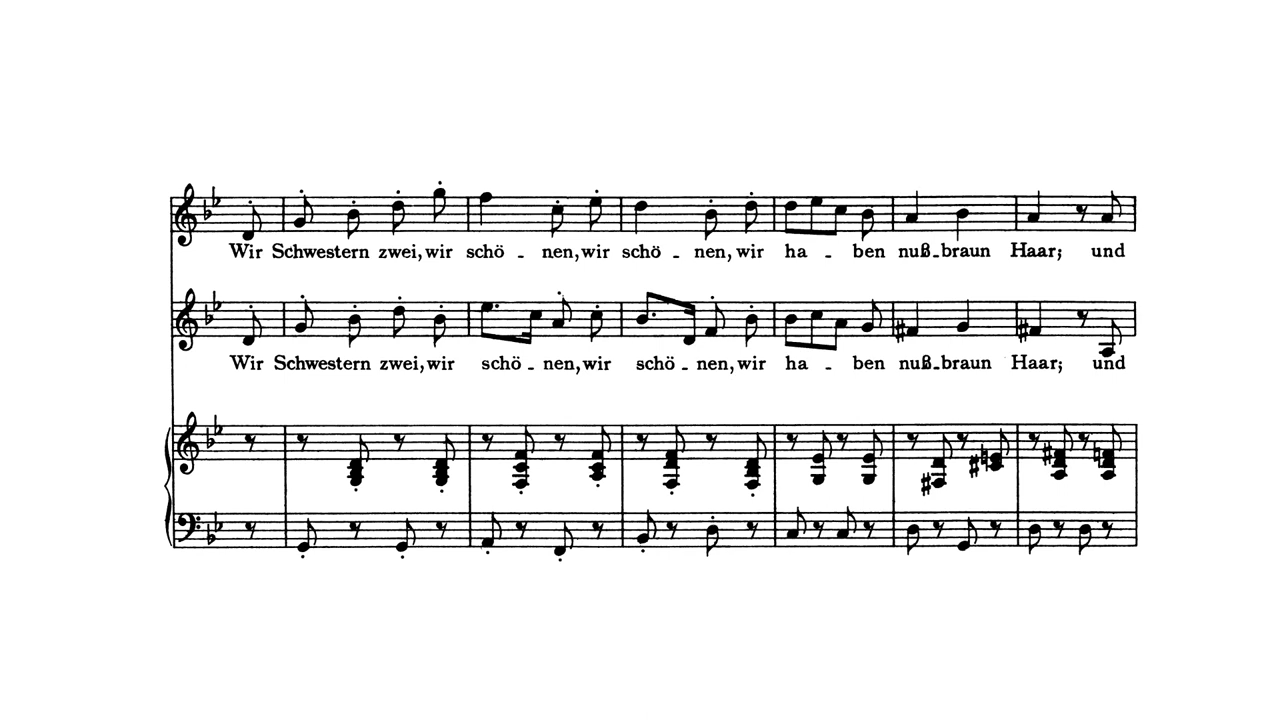 Wir Schwestern zwei, wir schö - nen, wir schö - nen, wir ha - ben nuß-braun Haar; und
Wir Schwestern zwei, wir schö - nen, wir schö - nen, wir ha - ben nuß-braun Haar; und